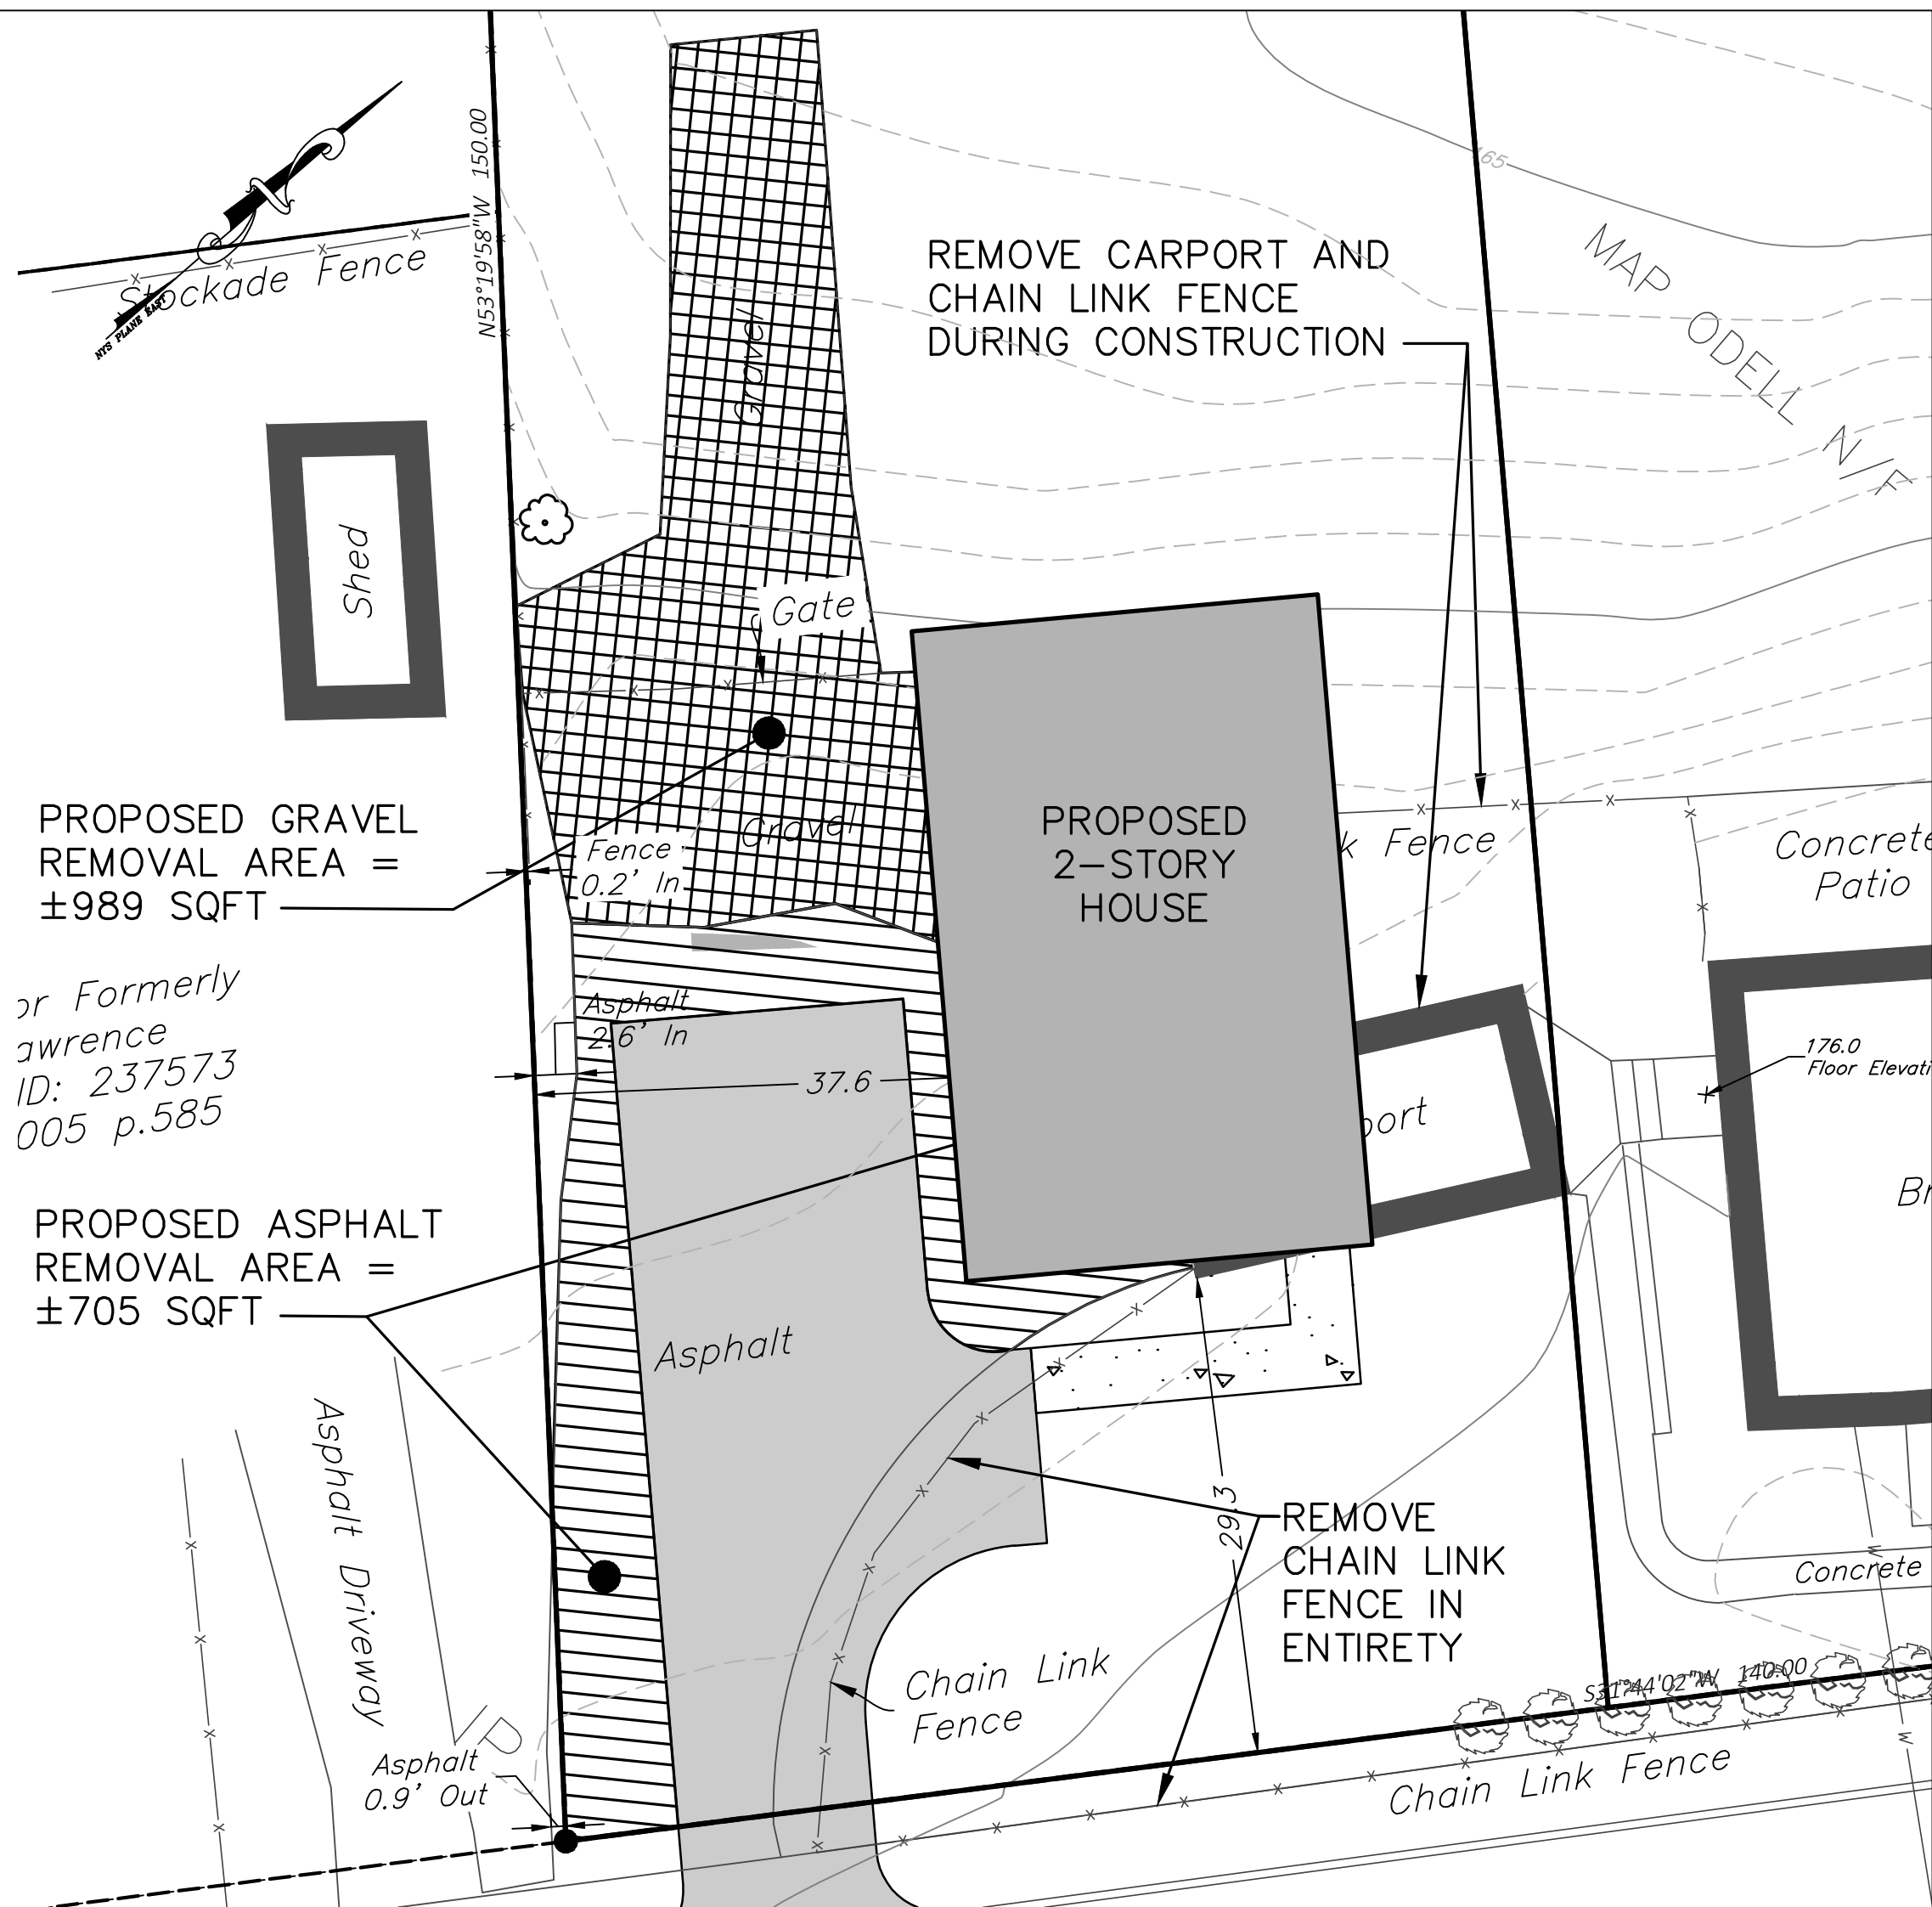 N53°19'58"W 150.00
Stockade Fence
NYS PLANE EAST
REMOVE CARPORT AND
CHAIN LINK FENCE
DURING CONSTRUCTION
165
MAP ODELL N/F
Gravel
Shed
Gate
PROPOSED GRAVEL
REMOVAL AREA =
±989 SQFT
Fence
0.2' In
Gravel
PROPOSED
2-STORY
HOUSE
k Fence
Concrete
Patio
or Formerly
awrence
ID: 237573
005 p.585
Asphalt
2.6' In
37.6
port
176.0
Floor Elevati
Br
PROPOSED ASPHALT
REMOVAL AREA =
±705 SQFT
Asphalt
Asphalt Driveway
29.3
REMOVE
CHAIN LINK
FENCE IN
ENTIRETY
Concrete
Chain Link
Fence
S31°44'02"W 140.00
Asphalt
0.9' Out
Chain Link Fence
W
W